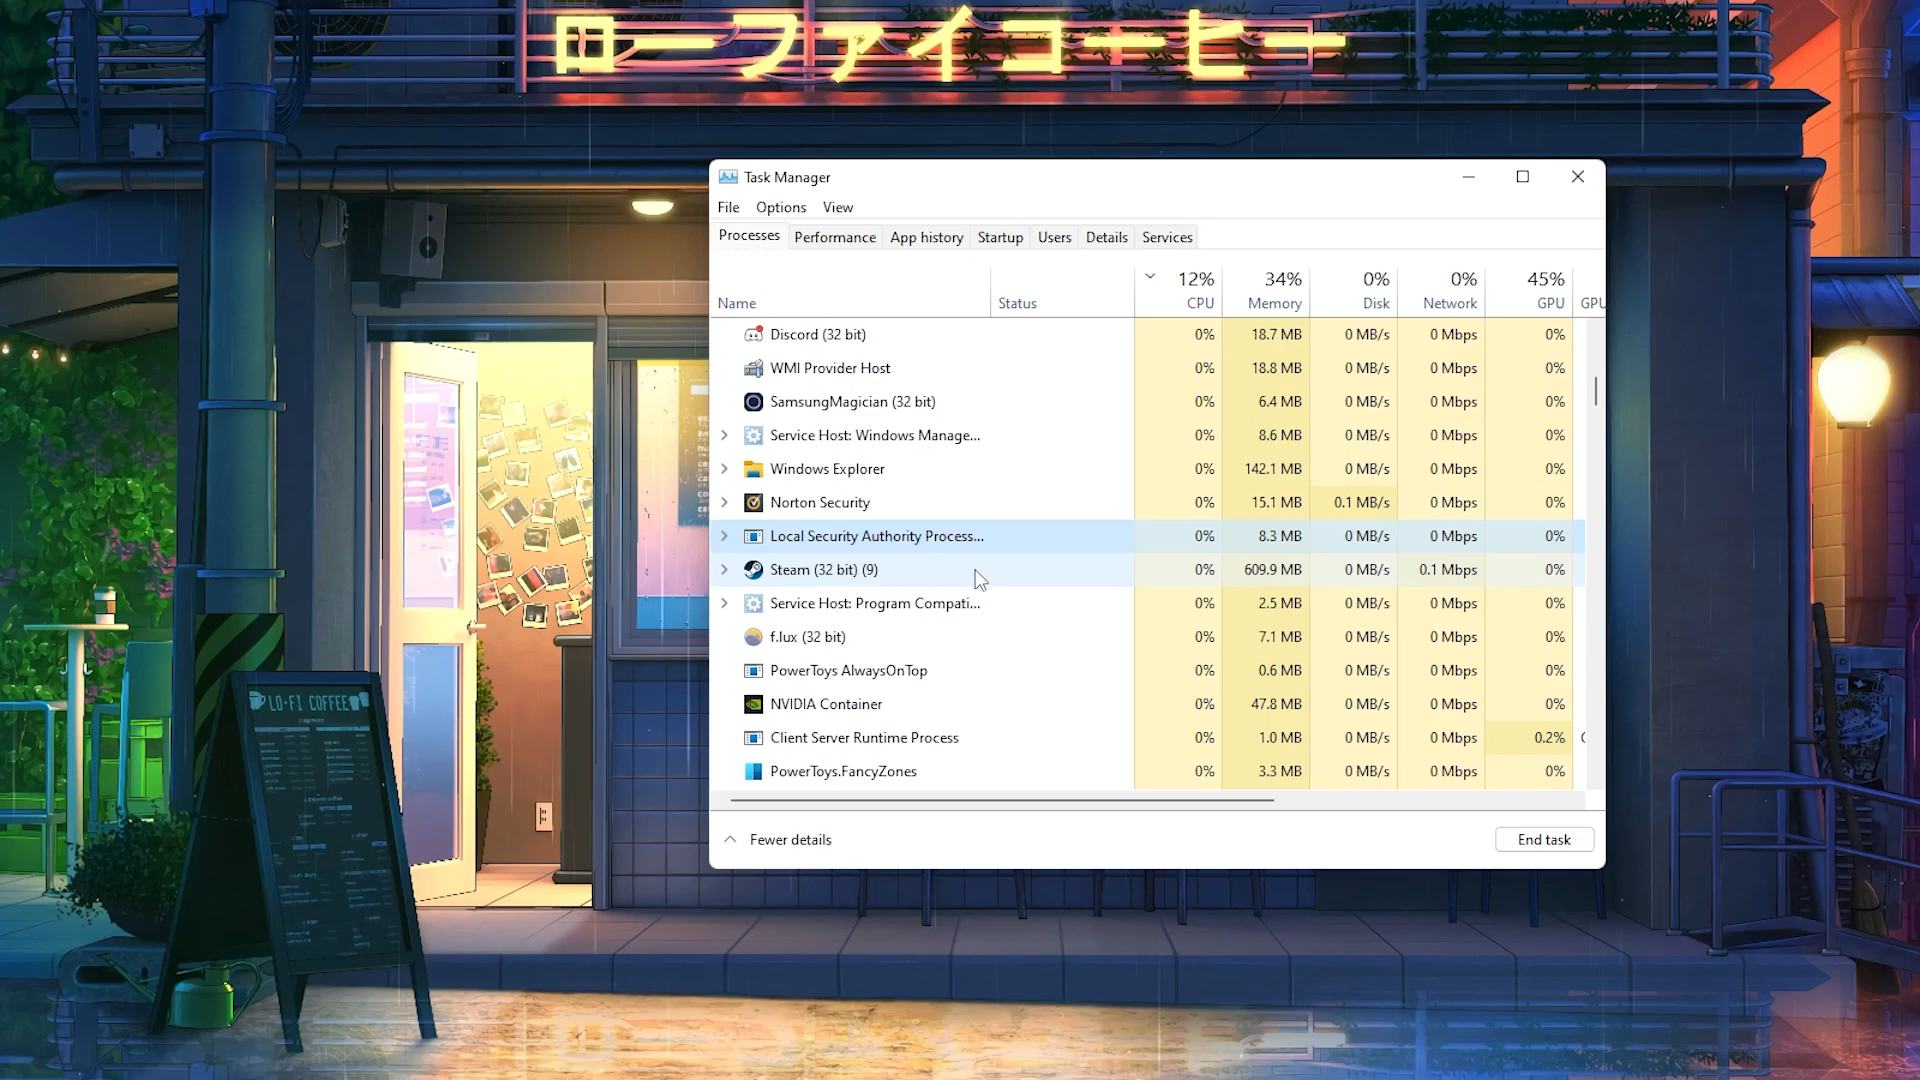 ローファイコーヒー
Task Manager
File Options View
Processes Performance App history Startup Users Details Services
12% 34% 0% 0% 45%
Name Status CPU Memory Disk Network GPU GPU
Discord (32 bit) 0% 18.7 MB 0 MB/s 0 Mbps 0%
WMI Provider Host 0% 18.8 MB 0 MB/s 0 Mbps 0%
SamsungMagician (32 bit) 0% 6.4 MB 0 MB/s 0 Mbps 0%
Service Host: Windows Manage... 0% 8.6 MB 0 MB/s 0 Mbps 0%
Windows Explorer 0% 142.1 MB 0 MB/s 0 Mbps 0%
Norton Security 0% 15.1 MB 0.1 MB/s 0 Mbps 0%
Local Security Authority Process... 0% 8.3 MB 0 MB/s 0 Mbps 0%
Steam (32 bit) (9) 0% 609.9 MB 0 MB/s 0.1 Mbps 0%
Service Host: Program Compati... 0% 2.5 MB 0 MB/s 0 Mbps 0%
f.lux (32 bit) 0% 7.1 MB 0 MB/s 0 Mbps 0%
PowerToys AlwaysOnTop 0% 0.6 MB 0 MB/s 0 Mbps 0%
NVIDIA Container 0% 47.8 MB 0 MB/s 0 Mbps 0%
Client Server Runtime Process 0% 1.0 MB 0 MB/s 0 Mbps 0.2%
PowerToys.FancyZones 0% 3.3 MB 0 MB/s 0 Mbps 0%
Fewer details End task
LO-FI COFFEE